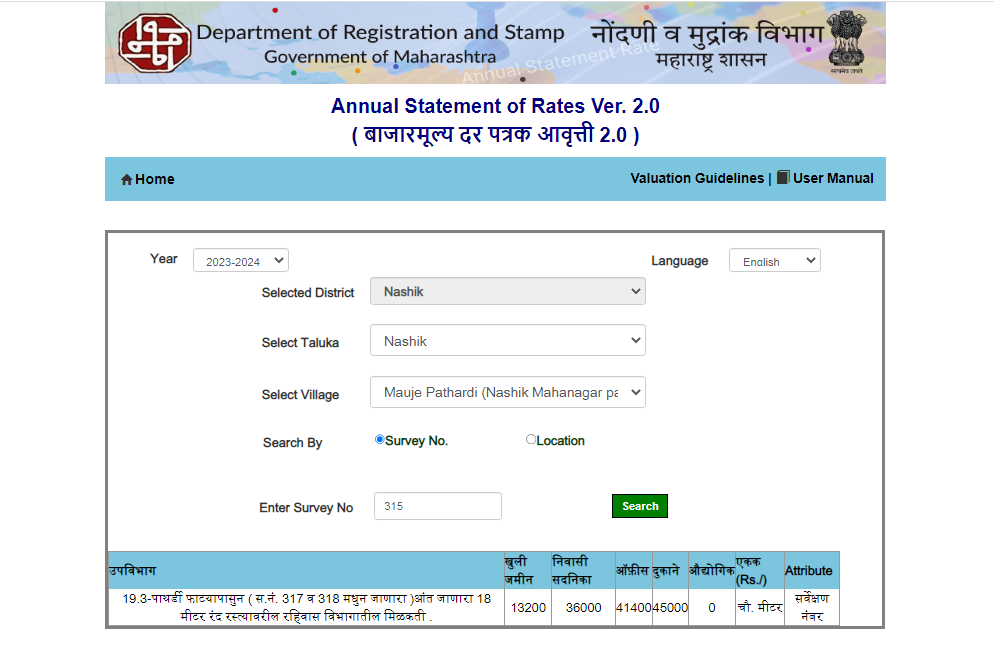 Department of Registration and Stamp
Government of Maharashtra
नोंदणी व मुद्रांक विभाग
महाराष्ट्र शासन
सत्यमेव जयते
Annual Statement Rate
Annual Statement of Rates Ver. 2.0
( बाजारमूल्य दर पत्रक आवृत्ती 2.0 )
Home
Valuation Guidelines | User Manual
Year 2023-2024 Language English
Selected District Nashik
Select Taluka Nashik
Select Village Mauje Pathardi (Nashik Mahanagar pa
Search By Survey No. Location
Enter Survey No 315 Search
उपविभाग खुली जमीन निवासी सदनिका ऑफ़ीस दुकाने औद्योगिक एकक (Rs./) Attribute
19.3-पाथर्डी फाटयापासुन ( स.नं. 317 व 318 मधुन जाणारा )आंत जाणारा 18 मीटर रंद रस्त्यावरील रहिवास विभागातील मिळकती . 13200 36000 41400 45000 0 चौ. मीटर सर्वेक्षण नंबर